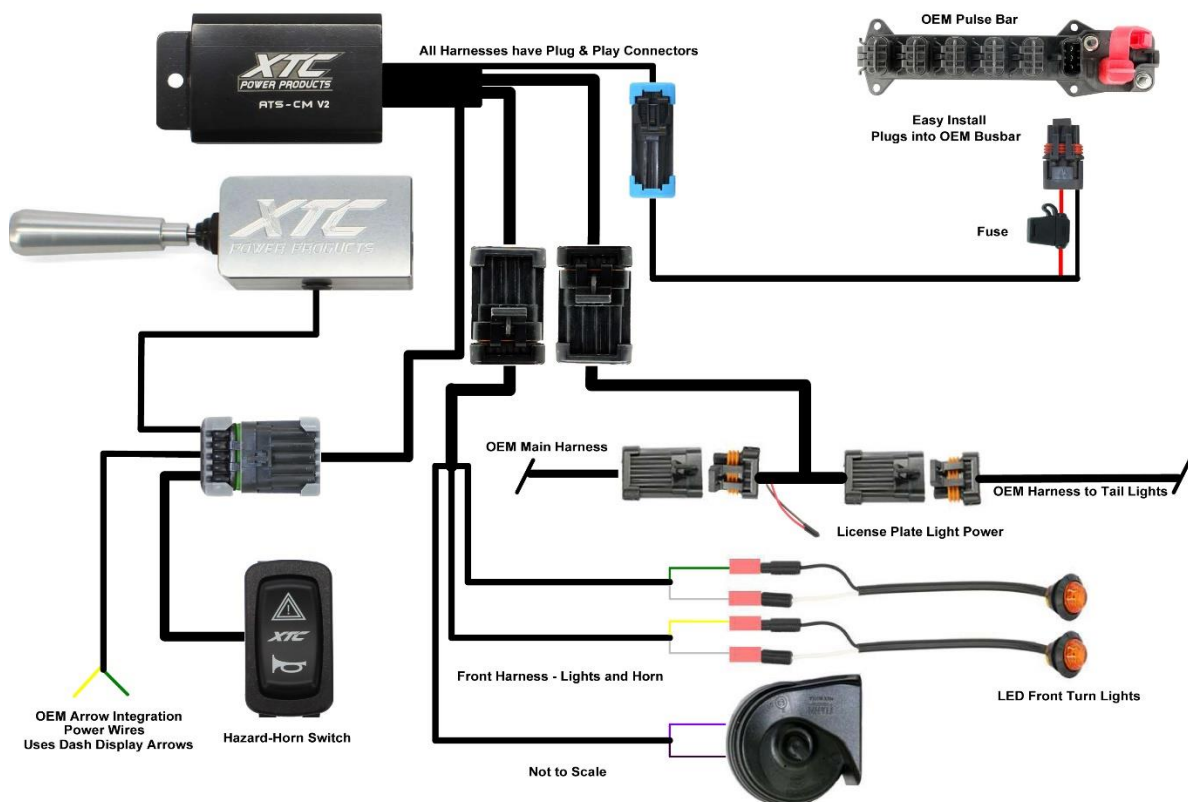 OEM Pulse Bar
All Harnesses have Plug & Play Connectors
XTC
POWER PRODUCTS
ATS-CM V2
Easy Install
Plugs into OEM Busbar
XTC
POWER PRODUCTS
Fuse
OEM Main Harness
OEM Harness to Tail Lights
License Plate Light Power
XTC
Front Harness - Lights and Horn
LED Front Turn Lights
OEM Arrow Integration
Power Wires
Uses Dash Display Arrows
Hazard-Horn Switch
Not to Scale